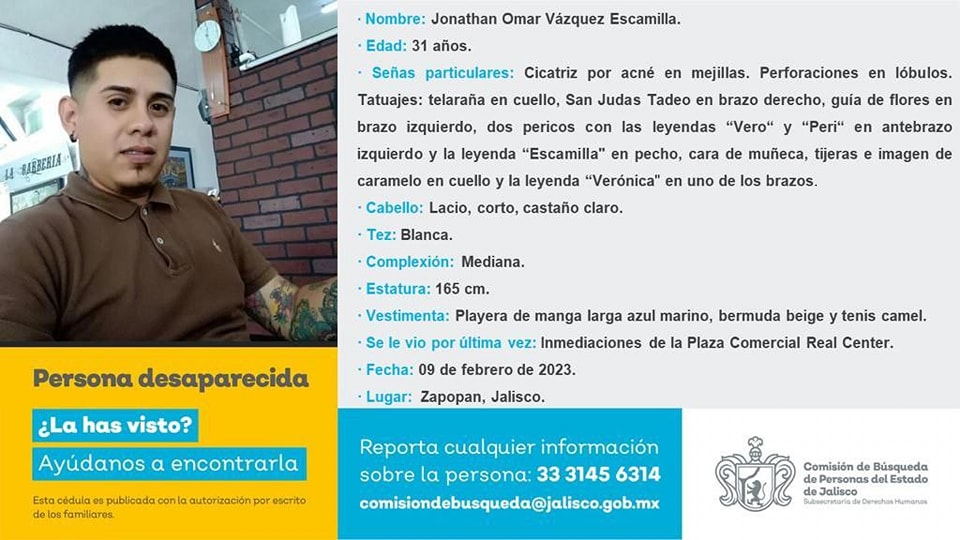 LA BARBERIA
· Nombre: Jonathan Omar Vázquez Escamilla.
· Edad: 31 años.
· Señas particulares: Cicatriz por acné en mejillas. Perforaciones en lóbulos.
Tatuajes: telaraña en cuello, San Judas Tadeo en brazo derecho, guía de flores en
brazo izquierdo, dos pericos con las leyendas “Vero“ y “Peri“ en antebrazo
izquierdo y la leyenda “Escamilla" en pecho, cara de muñeca, tijeras e imagen de
caramelo en cuello y la leyenda “Verónica" en uno de los brazos.
· Cabello: Lacio, corto, castaño claro.
· Tez: Blanca.
· Complexión: Mediana.
· Estatura: 165 cm.
· Vestimenta: Playera de manga larga azul marino, bermuda beige y tenis camel.
· Se le vio por última vez: Inmediaciones de la Plaza Comercial Real Center.
· Fecha: 09 de febrero de 2023.
· Lugar: Zapopan, Jalisco.
Persona desaparecida
¿La has visto?
Ayúdanos a encontrarla
Esta cédula es publicada con la autorización por escrito
de los familiares.
Reporta cualquier información
sobre la persona: 33 3145 6314
comisiondebusqueda@jalisco.gob.mx
Comisión de Búsqueda
de Personas del Estado
de Jalisco
Subsecretaría de Derechos Humanos